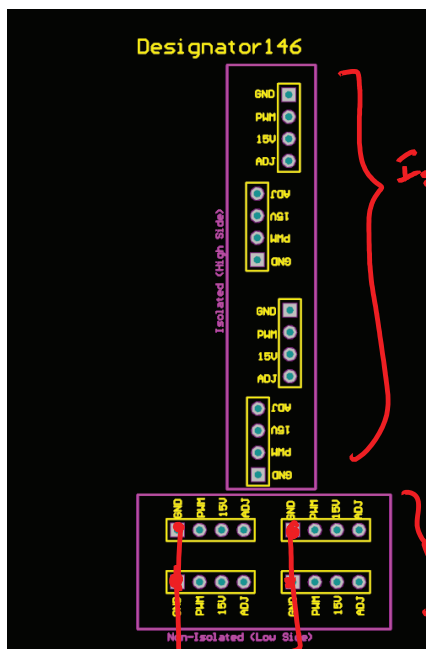 Designator146
GND
PWM
15V
ADJ
ADJ
15V
PWM
GND
Isolated (High Side)
GND
PWM
15V
ADJ
ADJ
15V
PWM
GND
GND PWM 15V ADJ GND PWM 15V ADJ
GND PWM 15V ADJ GND PWM 15V ADJ
Non-Isolated (Low Side)